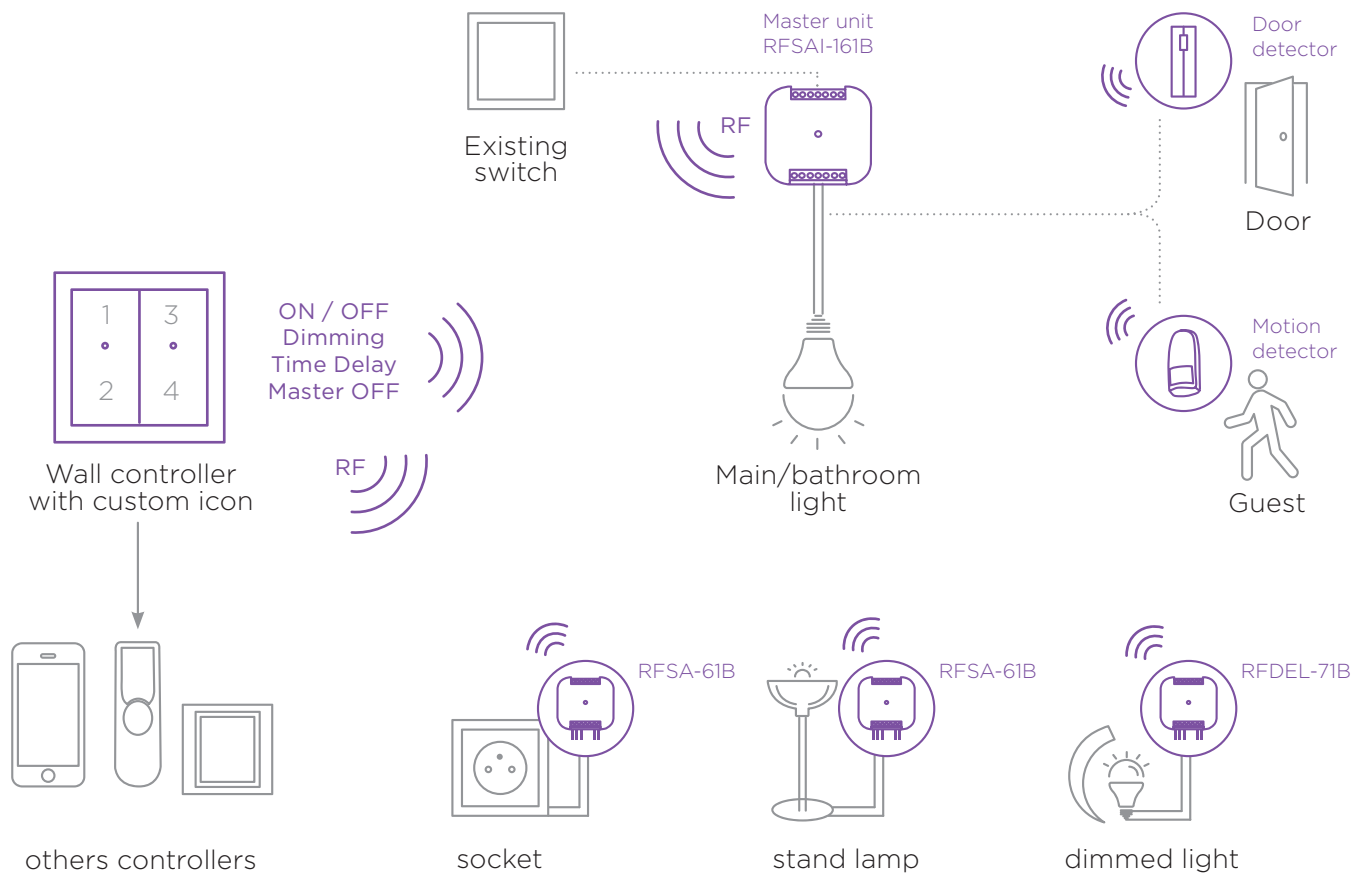 Master unit
RFSAI-161B
Door
detector
RF
Existing
switch
Door
1
3
2
4
ON / OFF
Dimming
Time Delay
Master OFF
Motion
detector
Wall controller
with custom icon
RF
Main/bathroom
light
Guest
RFSA-61B
RFSA-61B
RFDEL-71B
others controllers
socket
stand lamp
dimmed light